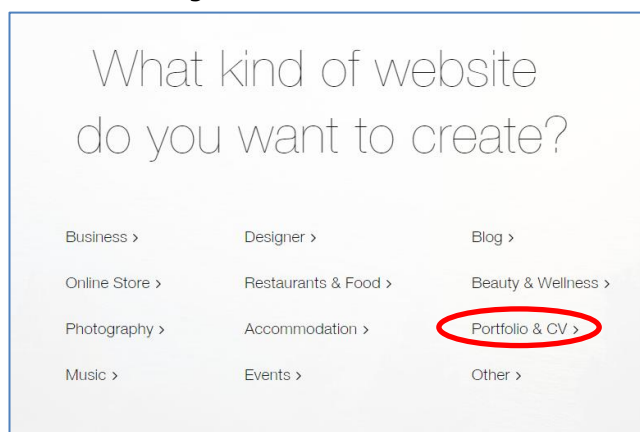 What kind of website
do you want to create?
Business >
Designer >
Blog >
Online Store >
Restaurants & Food >
Beauty & Wellness >
Photography >
Accommodation >
Portfolio & CV >
Music >
Events >
Other >